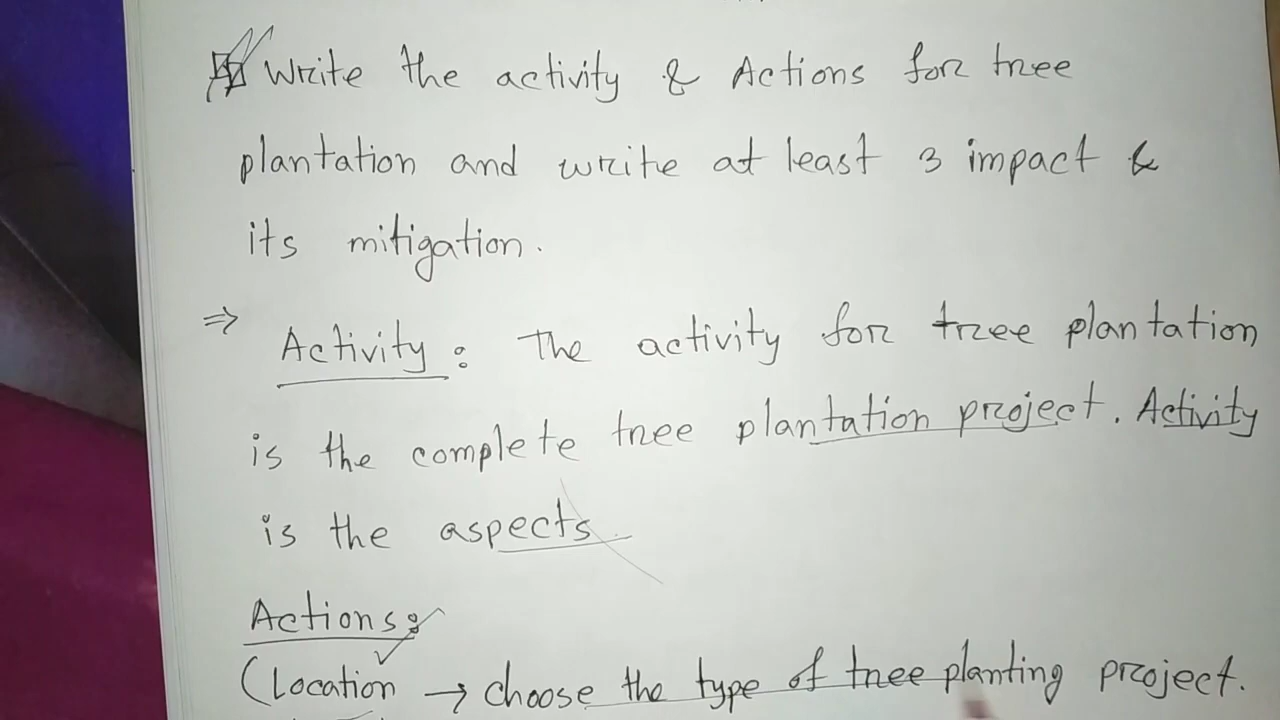 Write the activity & Actions for tree
plantation and write at least 3 impact &
its mitigation.
⇒ Activity: The activity for tree plantation
is the complete tree plantation project. Activity
is the aspects.
Actions:
(Location → choose the type of tree planting project.